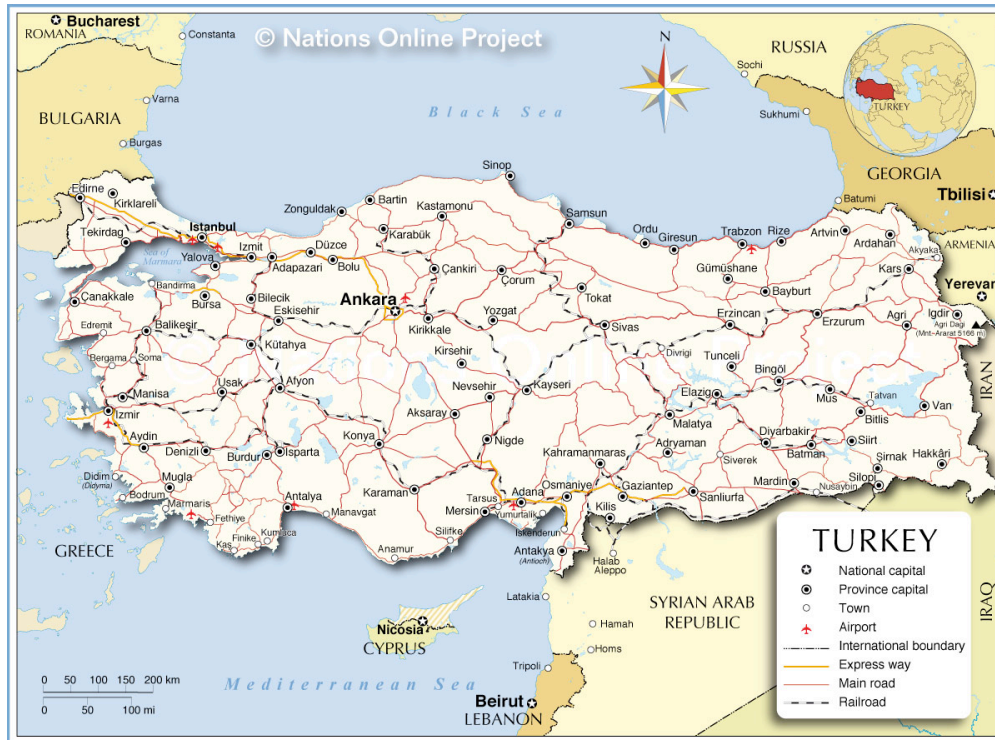 Bucharest
ROMANIA
Constanta
© Nations Online Project
N
RUSSIA
Sochi
TURKEY
Varna
BULGARIA
Burgas
Black Sea
Sukhumi
GEORGIA
Tbilisi
Batumi
Sinop
Edirne
Kirklareli
Zonguldak
Bartin
Kastamonu
Samsun
Istanbul
Tekirdag
Izmit
Düzce
Karabük
Ordu
Giresun
Trabzon
Rize
Artvin
Ardahan
ARMENIA
Akyaka
Sea of
Marmara
Yalova
Adapazari
Bolu
Çankiri
Çorum
Gümüshane
Kars
Yerevan
Bandirma
Bursa
Bilecik
Ankara
Tokat
Bayburt
Çanakkale
Eskisehir
Kirikkale
Yozgat
Sivas
Erzincan
Erzurum
Agri
Igdir
Agri Dagi
(Mnt-Ararat 5166 m)
Edremit
Balikeşir
Kütahya
Kirsehir
Divrigi
Tunceli
Bingöl
IRAN
Bergama
Soma
Manisa
Usak
Afyon
Nevsehir
Kayseri
Elazig
Mus
Tatvan
Van
Izmir
Aksaray
Malatya
Bitlis
Aydin
Denizli
Burdur
Isparta
Konya
Nigde
Adryaman
Diyarbakir
Batman
Siirt
Kahramanmaras
Siverek
Şirnak
Hakkâri
Didim
(Didyma)
Mugla
Karaman
Tarsus
Adana
Osmaniye
Gaziantep
Sanliurfa
Mardin
Nusaybin
Silopi
Bodrum
Marmaris
Antalya
Manavgat
Mersin
Yumurtalik
Kilis
Fethiye
Kumluca
Finike
Kas
Silifke
Iskenderun
Anamur
Antakya
(Antioch)
Halab
Aleppo
GREECE
Latakia
SYRIAN ARAB
REPUBLIC
IRAQ
Nicosia
CYPRUS
Hamah
Homs
Tripoli
Mediterranean Sea
Beirut
LEBANON
0 50 100 150 200 km
0 50 100 mi
TURKEY
National capital
Province capital
Town
Airport
International boundary
Express way
Main road
Railroad